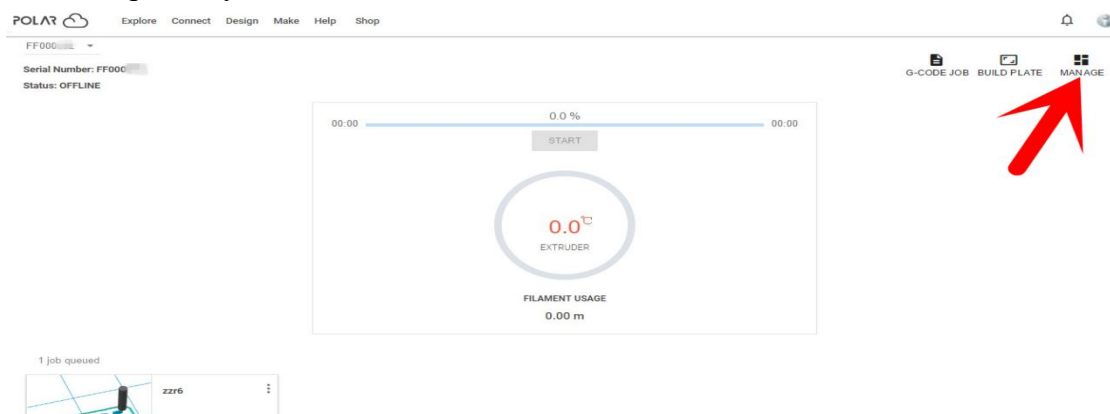 POLAR
Explore Connect Design Make Help Shop
Serial Number: FF000
Status: OFFLINE
G-CODE JOB BUILD PLATE MANAGE
0.0 %
00:00 00:00
START
0.0℃
EXTRUDER
FILAMENT USAGE
0.00 m
1 job queued
zzr6